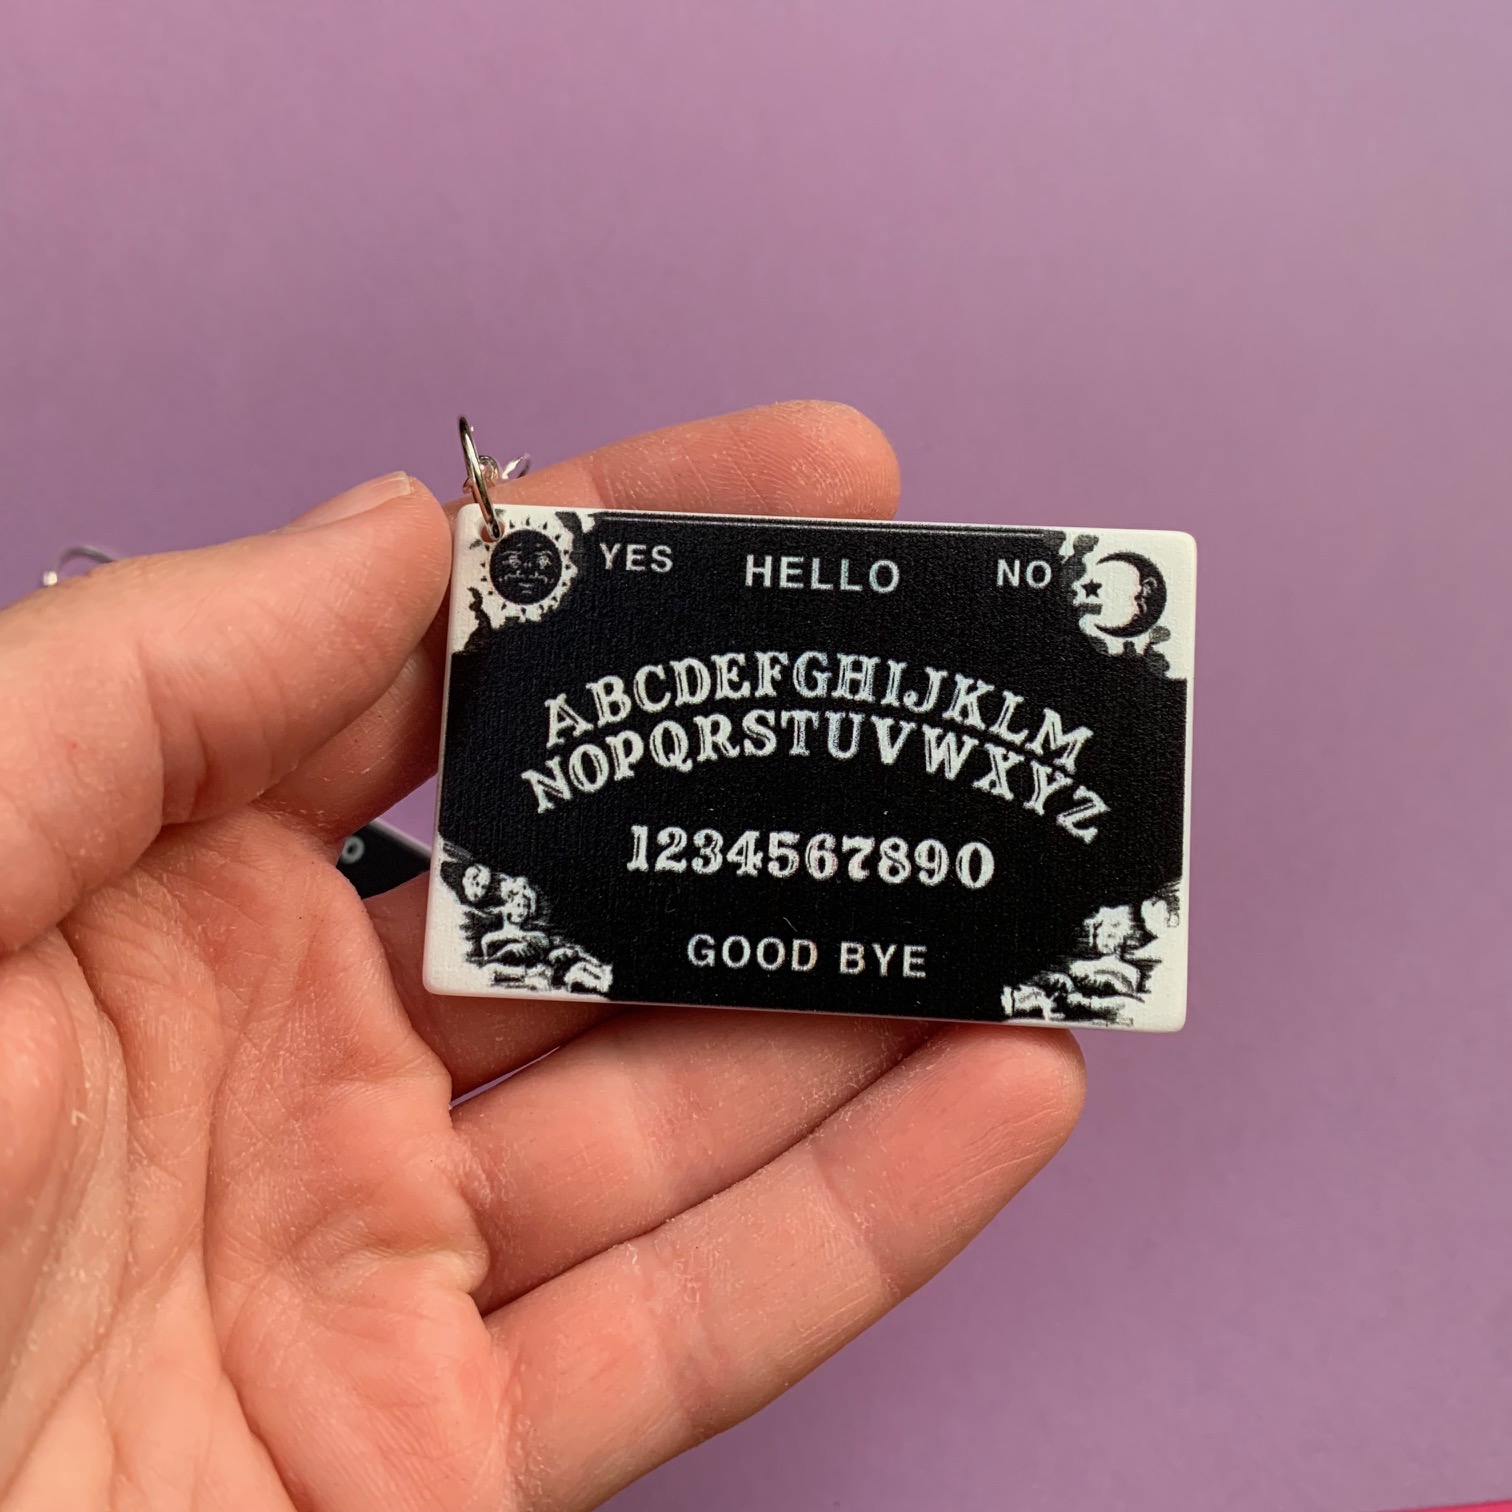 YES HELLO NO
ABCDEFGHIJKLM
NOPQRSTUVWXYZ
1234567890
GOOD BYE